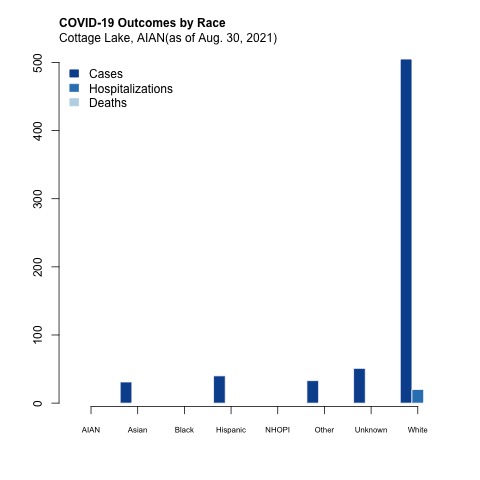 COVID-19 Outcomes by Race
Cottage Lake, AIAN(as of Aug. 30, 2021)
Cases
Hospitalizations
Deaths
500
400
300
200
100
0
AIAN Asian Black Hispanic NHOPI Other Unknown White